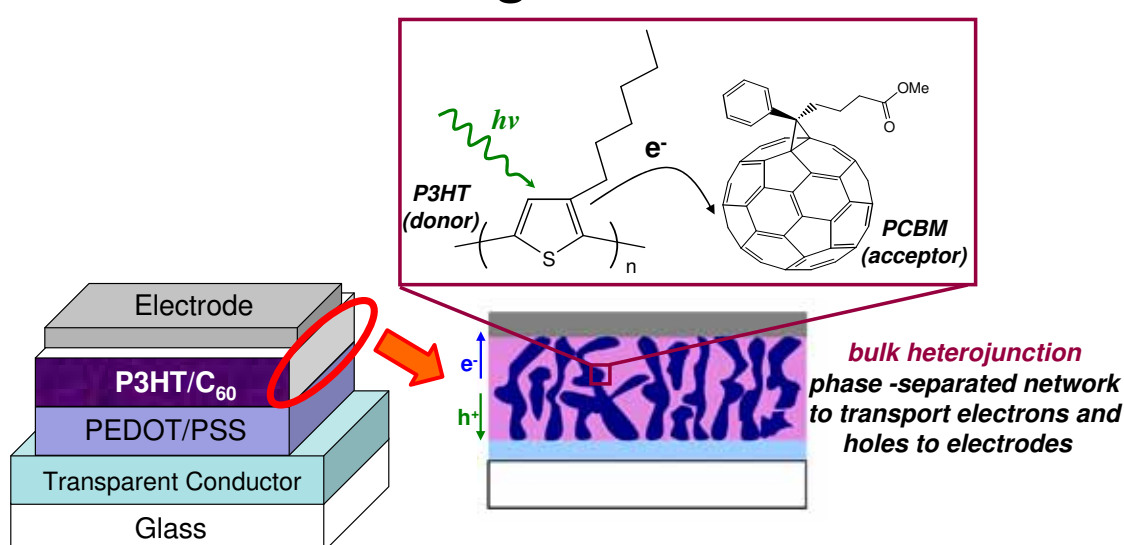 g
hν
e-
OMe
O
P3HT
(donor)
S
n
PCBM
(acceptor)
Electrode
P3HT/C60
PEDOT/PSS
Transparent Conductor
Glass
e-
h+
bulk heterojunction
phase -separated network
to transport electrons and
holes to electrodes